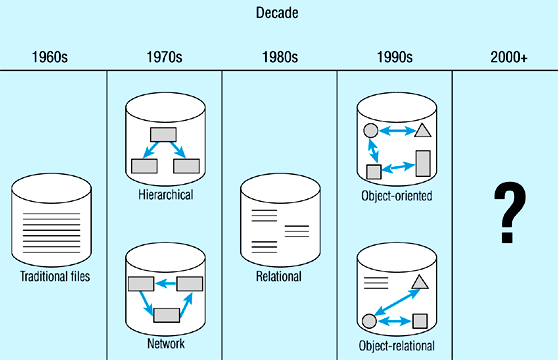 Decade
1960s 1970s 1980s 1990s 2000+
Hierarchical
Object-oriented
Traditional files
Relational
?
Network
Object-relational